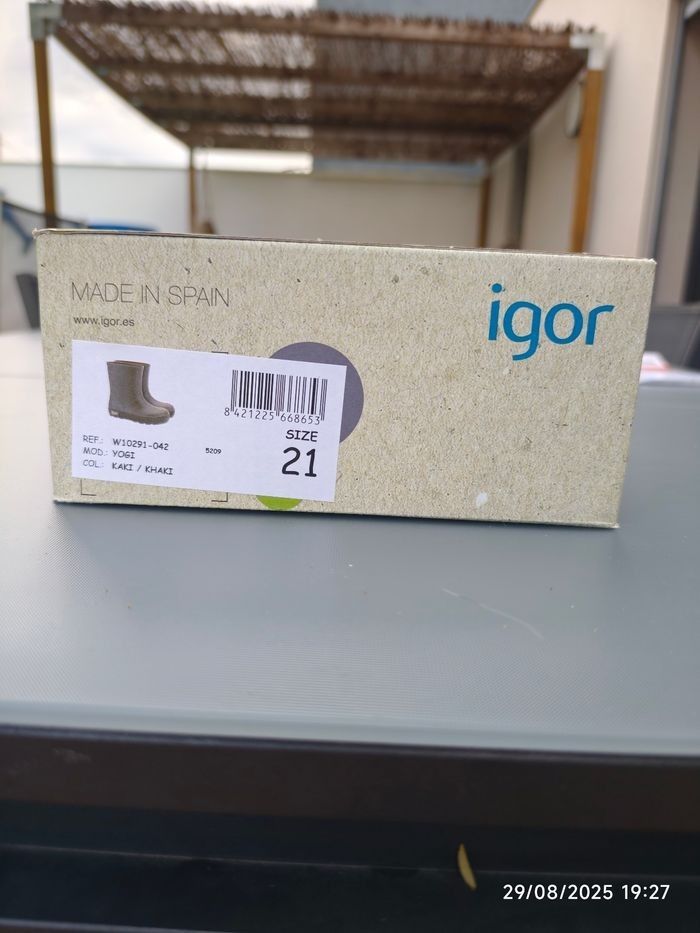 MADE IN SPAIN
www.igor.es
igor
8 421225 668653
SIZE
21
REF.: W10291-042
MOD.: YOGI
5209
COL.: KAKI / KHAKI
29/08/2025 19:27